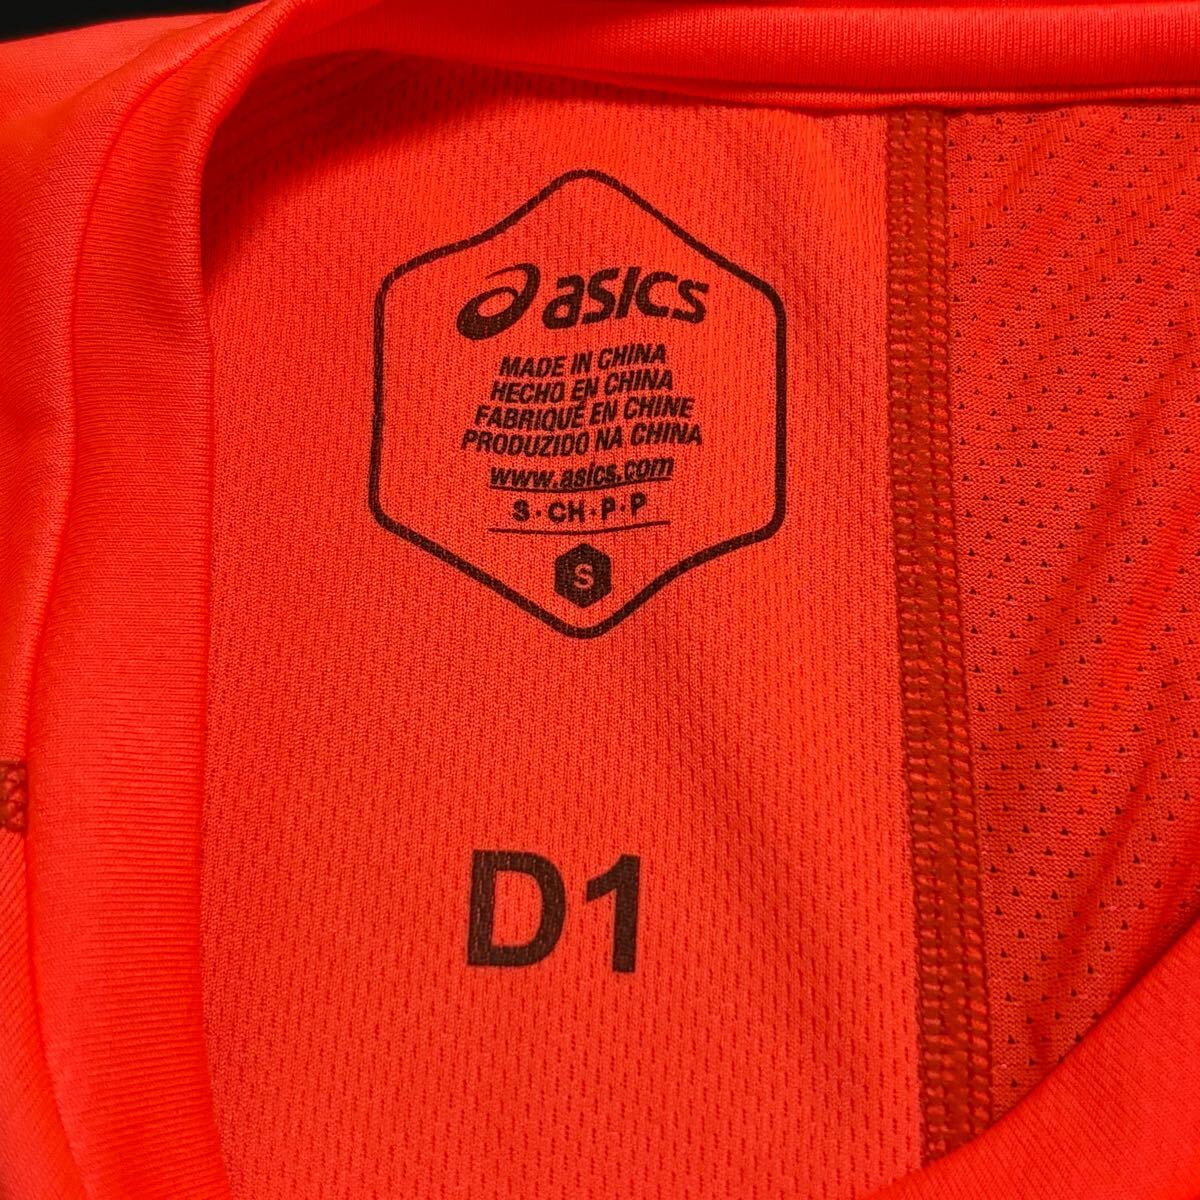 asics
MADE IN CHINA
HECHO EN CHINA
FABRIQUÉ EN CHINE
PRODUZIDO NA CHINA
www.asics.com
S·CH·P·P
S
D1